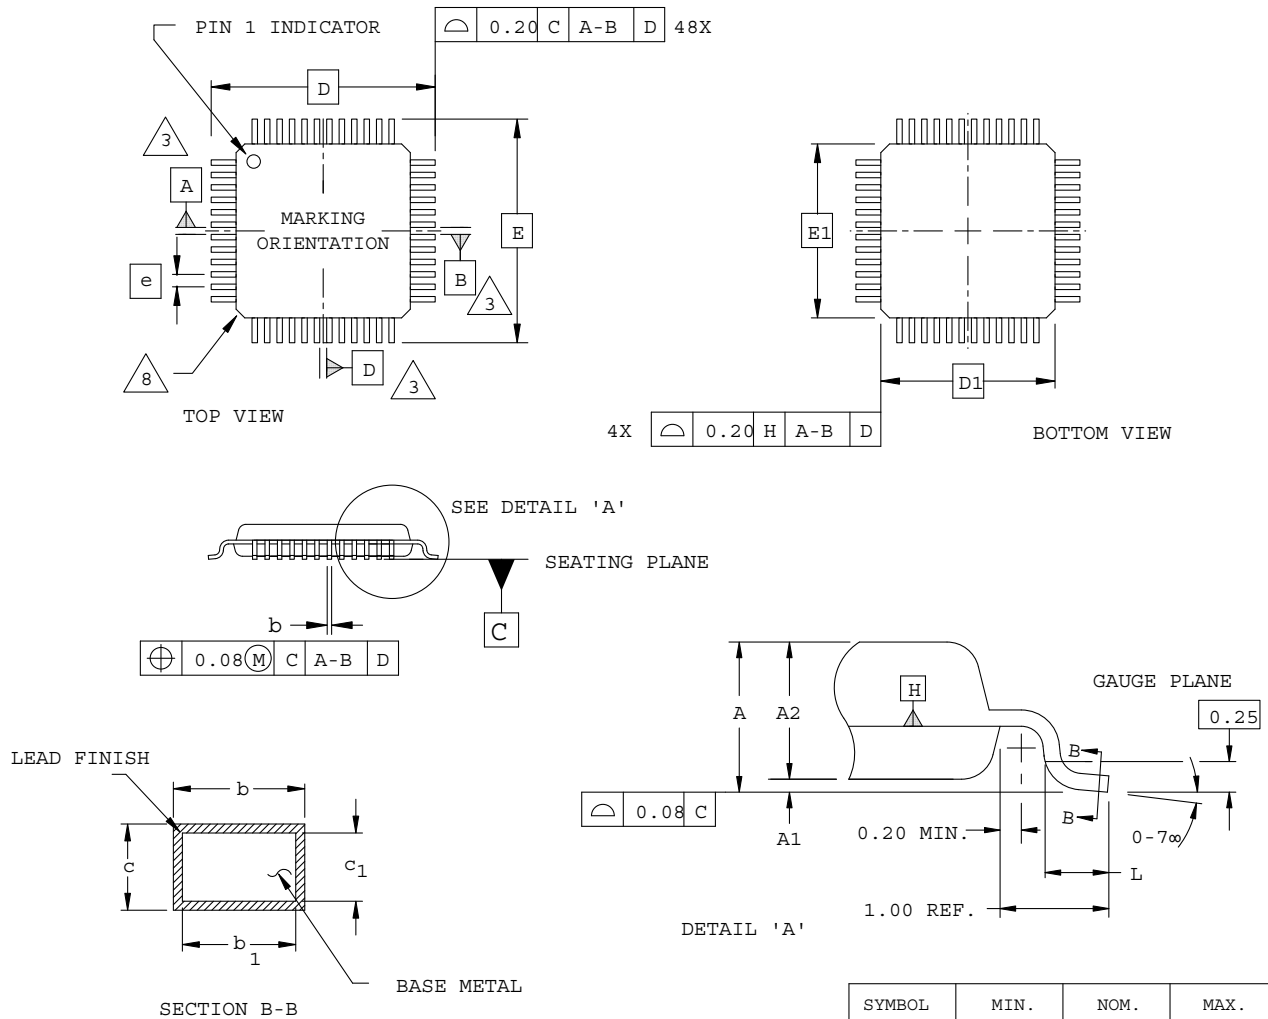 PIN 1 INDICATOR
0.20 C A-B D 48X
D
3
A
MARKING
ORIENTATION
E
E1
e
B
3
D
3
8
D1
TOP VIEW
4X 0.20 H A-B D
BOTTOM VIEW
SEE DETAIL 'A'
SEATING PLANE
b
C
0.08 M C A-B D
H
GAUGE PLANE
A
A2
0.25
LEAD FINISH
B
b
0.08 C
A1
0.20 MIN.
B
0-7∞
c
c1
L
1.00 REF.
b1
DETAIL 'A'
BASE METAL
SECTION B-B
SYMBOL MIN. NOM. MAX.